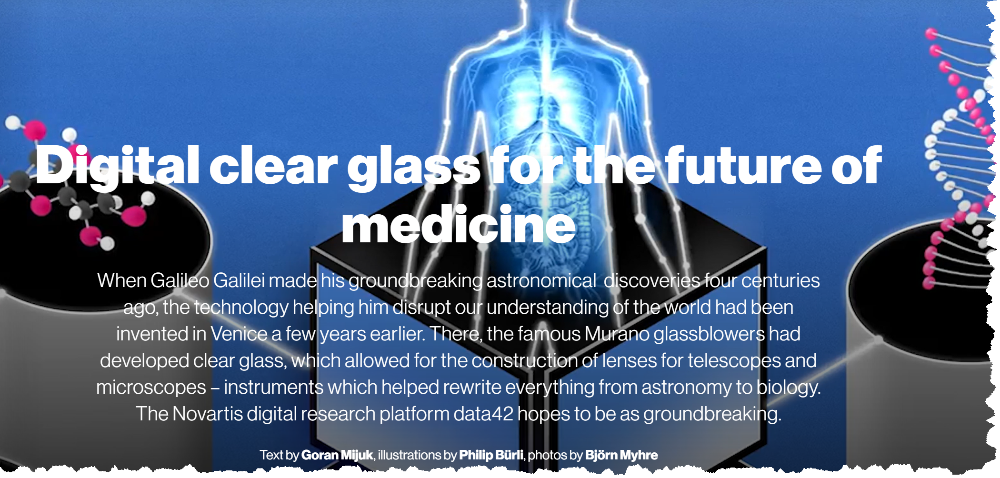 Digital clear glass for the future of
medicine
When Galileo Galilei made his groundbreaking astronomical discoveries four centuries
ago, the technology helping him disrupt our understanding of the world had been
invented in Venice a few years earlier. There, the famous Murano glassblowers had
developed clear glass, which allowed for the construction of lenses for telescopes and
microscopes – instruments which helped rewrite everything from astronomy to biology.
The Novartis digital research platform data42 hopes to be as groundbreaking.
Text by Goran Mijuk, illustrations by Philip Bürli, photos by Björn Myhre